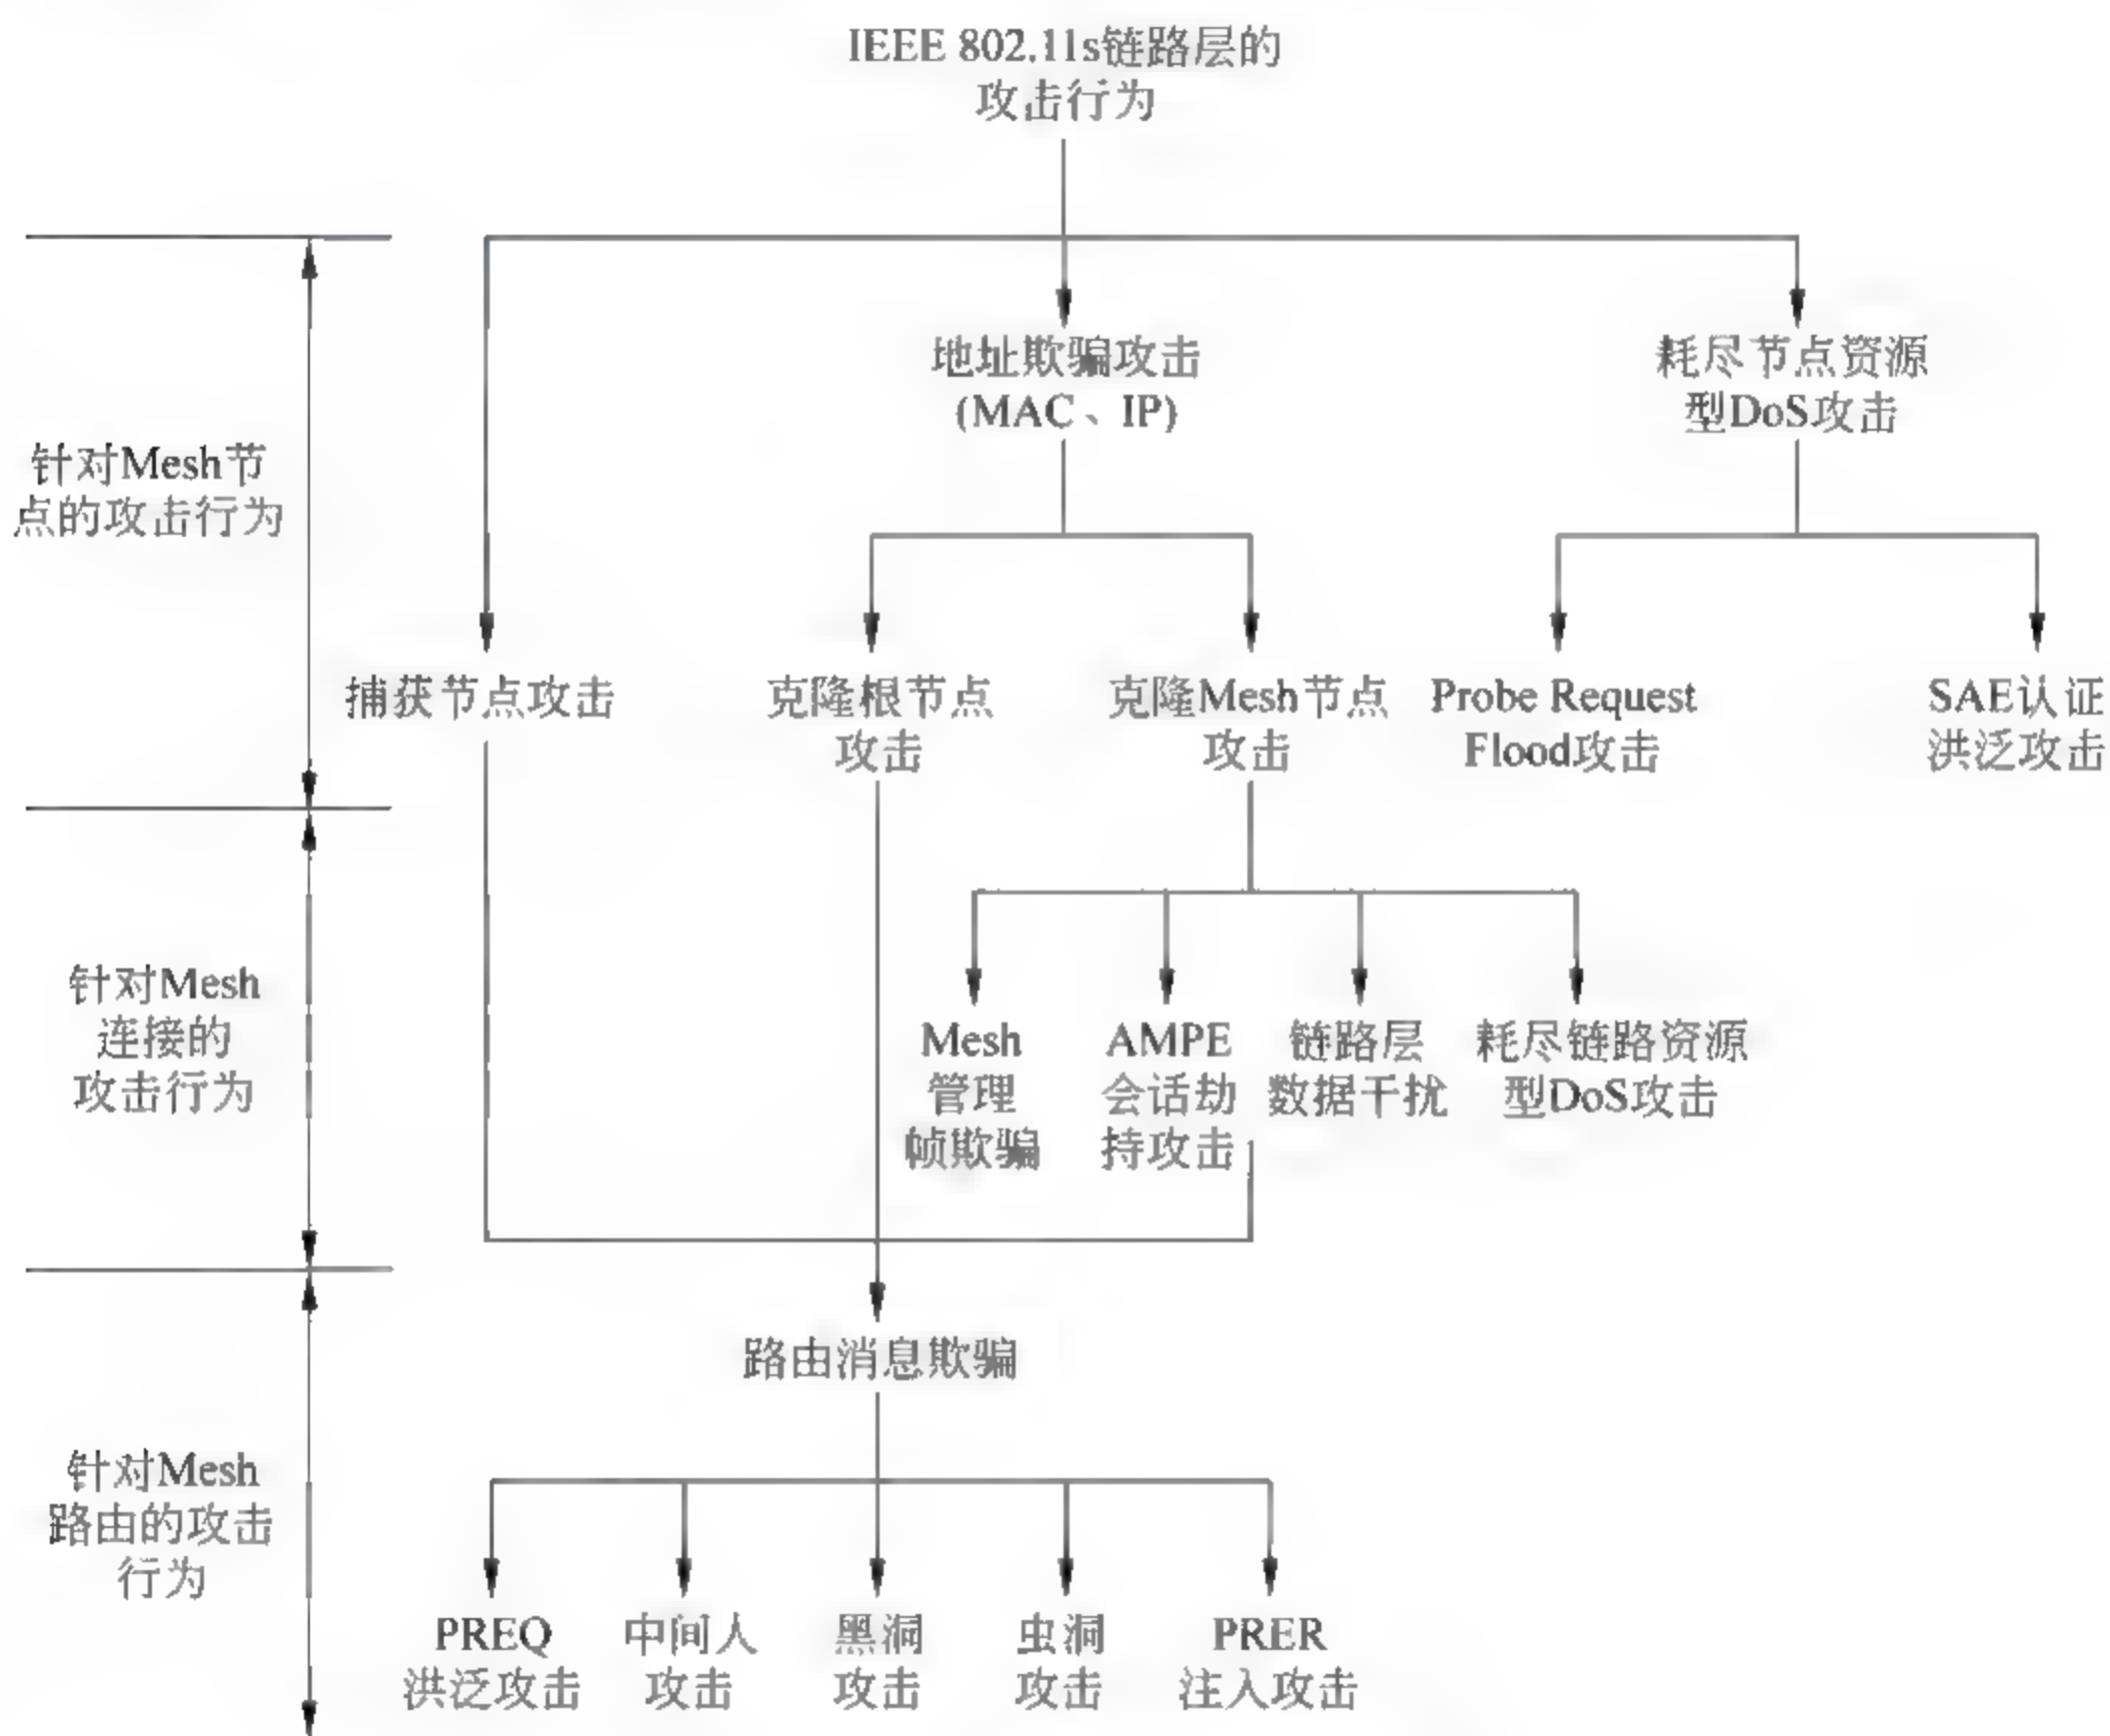 IEEE 802.11s链路层的
攻击行为
地址欺骗攻击
(MAC、IP)
耗尽节点资源
型DoS攻击
针对Mesh节
点的攻击行为
捕获节点攻击
克隆根节点
攻击
克隆Mesh节点
攻击
Probe Request
Flood攻击
SAE认证
洪泛攻击
针对Mesh
连接的
攻击行为
Mesh
管理
帧欺骗
AMPE
会话劫
持攻击
链路层
数据干扰
耗尽链路资源
型DoS攻击
路由消息欺骗
针对Mesh
路由的攻击
行为
PREQ
洪泛攻击
中间人
攻击
黑洞
攻击
虫洞
攻击
PRER
注入攻击